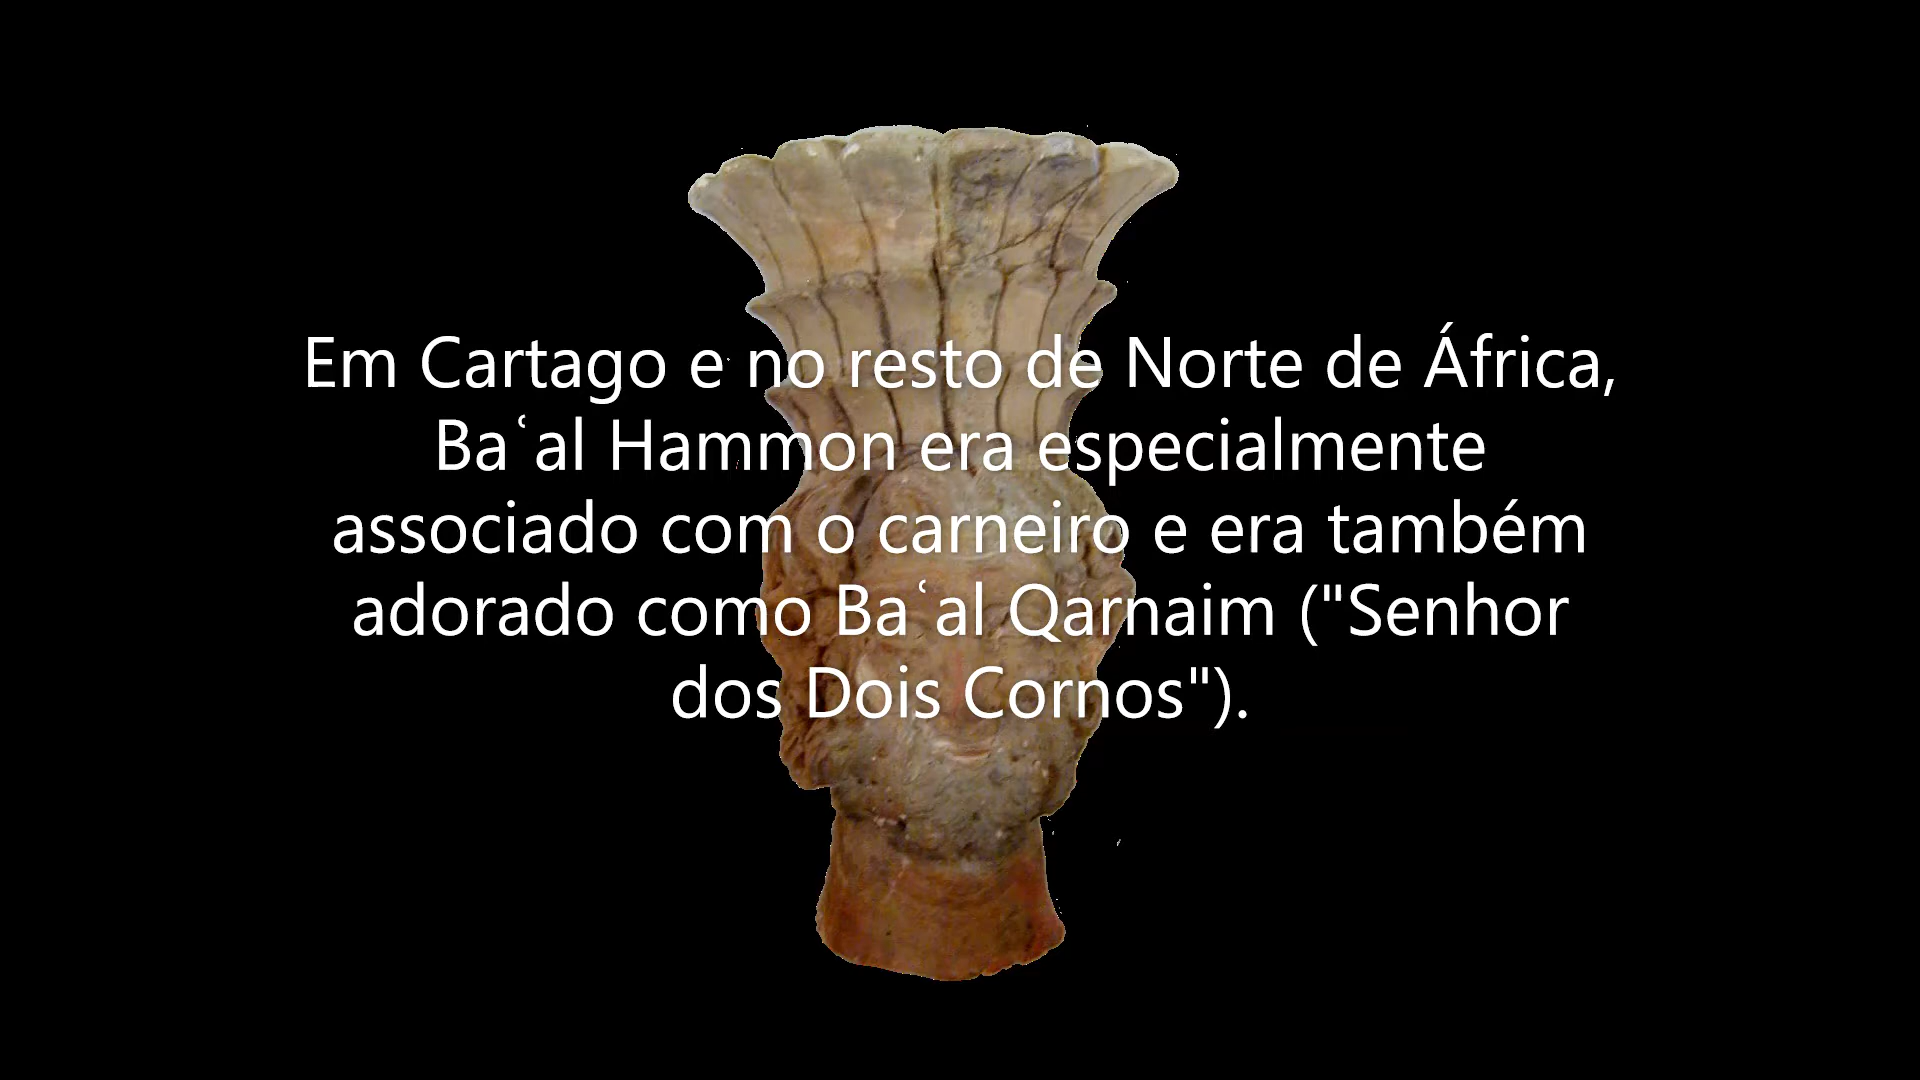 Em Cartago e no resto de Norte de África,
Baʿal Hammon era especialmente
associado com o carneiro e era também
adorado como Baʿal Qarnaim ("Senhor
dos Dois Cornos").